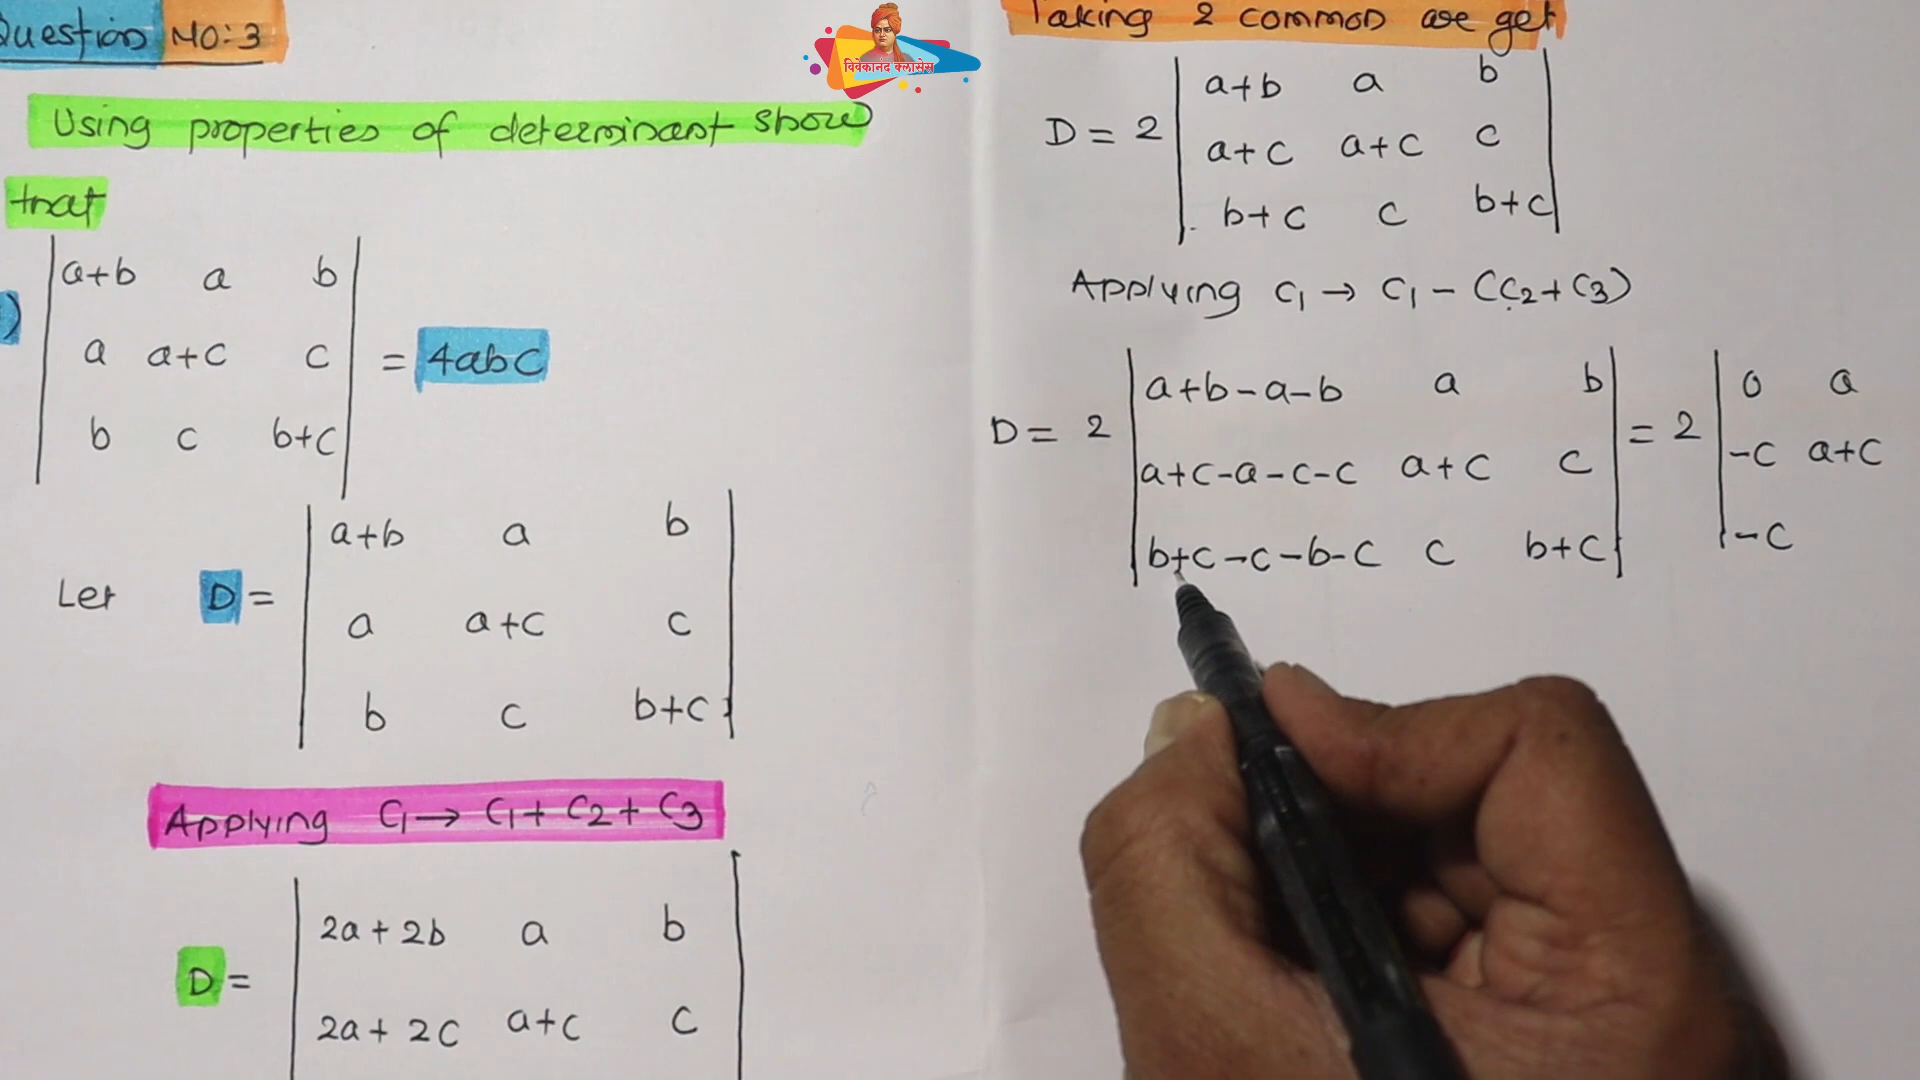 Question NO:3
Using properties of determinant show
that
)
a+b a b
a a+c c = 4abc
b c b+c
a+b a b
Let D =
a a+c c
b c b+c
Applying C1 → C1 + C2 + C3
2a + 2b a b
D =
2a + 2c a+c c
विवेकानंद क्लासेस
Taking 2 common are get
a+b a b
D = 2
a+c a+c c
b+c c b+c
Applying C1 → C1 - (C2+C3)
a+b-a-b a b 0 a
D = 2 = 2
a+c-a-c-c a+c c -c a+c
b+c-c-b-c c b+c -c